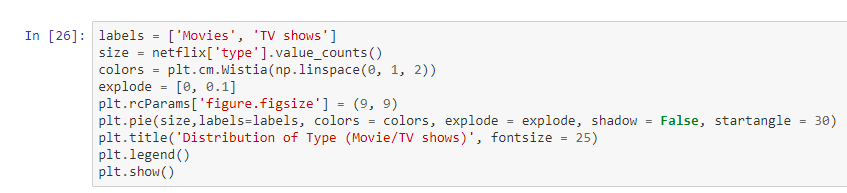 In [26]: labels = ['Movies', 'TV shows']
size = netflix['type'].value_counts()
colors = plt.cm.Wistia(np.linspace(0, 1, 2))
explode = [0, 0.1]
plt.rcParams['figure.figsize'] = (9, 9)
plt.pie(size,labels=labels, colors = colors, explode = explode, shadow = False, startangle = 30)
plt.title('Distribution of Type (Movie/TV shows)', fontsize = 25)
plt.legend()
plt.show()